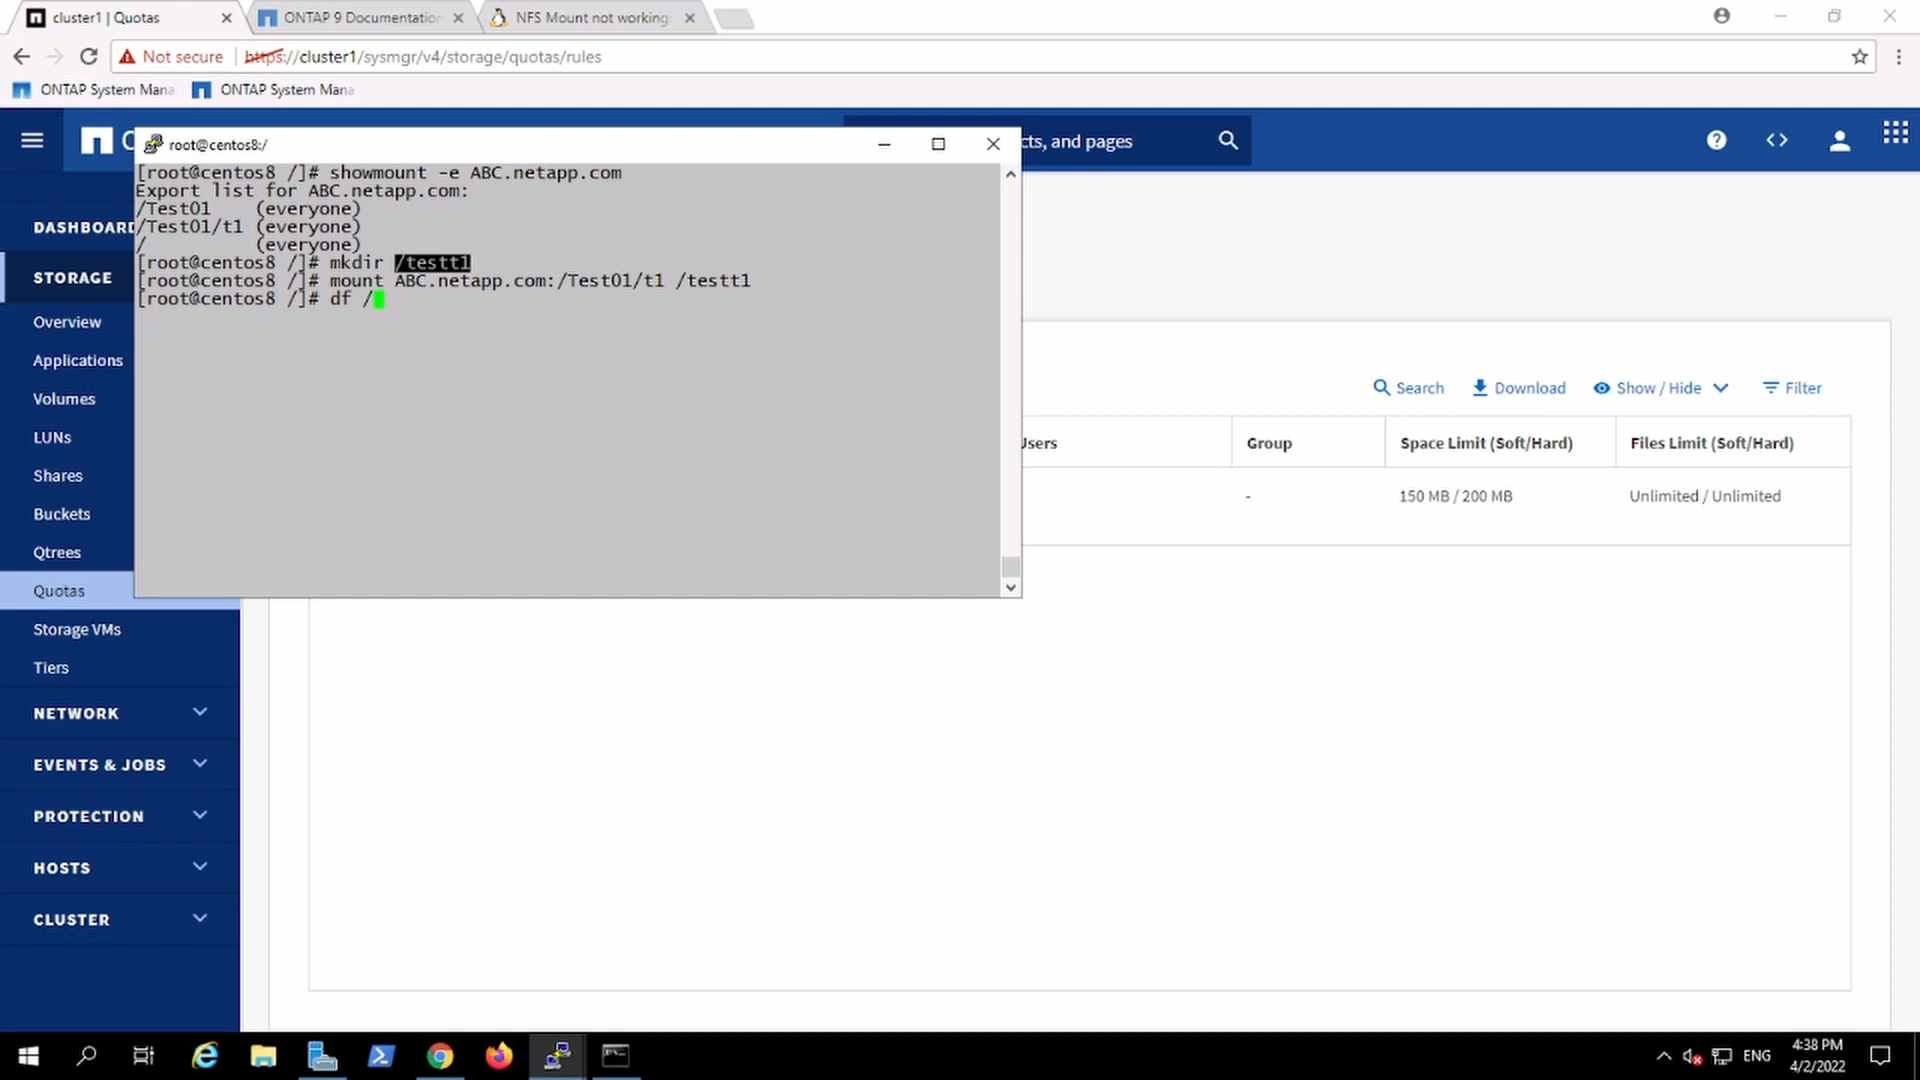 cluster1 | Quotas
ONTAP 9 Documentation
NFS Mount not working
Not secure
https://cluster1/sysmgr/v4/storage/quotas/rules
ONTAP System Mana
ONTAP System Mana
root@centos8:/
cts, and pages
[root@centos8 /]# showmount -e ABC.netapp.com
Export list for ABC.netapp.com:
/Test01 (everyone)
/Test01/t1 (everyone)
/ (everyone)
[root@centos8 /]# mkdir /testt1
[root@centos8 /]# mount ABC.netapp.com:/Test01/t1 /testt1
[root@centos8 /]# df /
DASHBOARD
STORAGE
Overview
Applications
Volumes
LUNs
Shares
Buckets
Qtrees
Quotas
Storage VMs
Tiers
NETWORK
EVENTS & JOBS
PROTECTION
HOSTS
CLUSTER
Search
Download
Show / Hide
Filter
Users
Group
Space Limit (Soft/Hard)
Files Limit (Soft/Hard)
-
150 MB / 200 MB
Unlimited / Unlimited
ENG
4:38 PM
4/2/2022